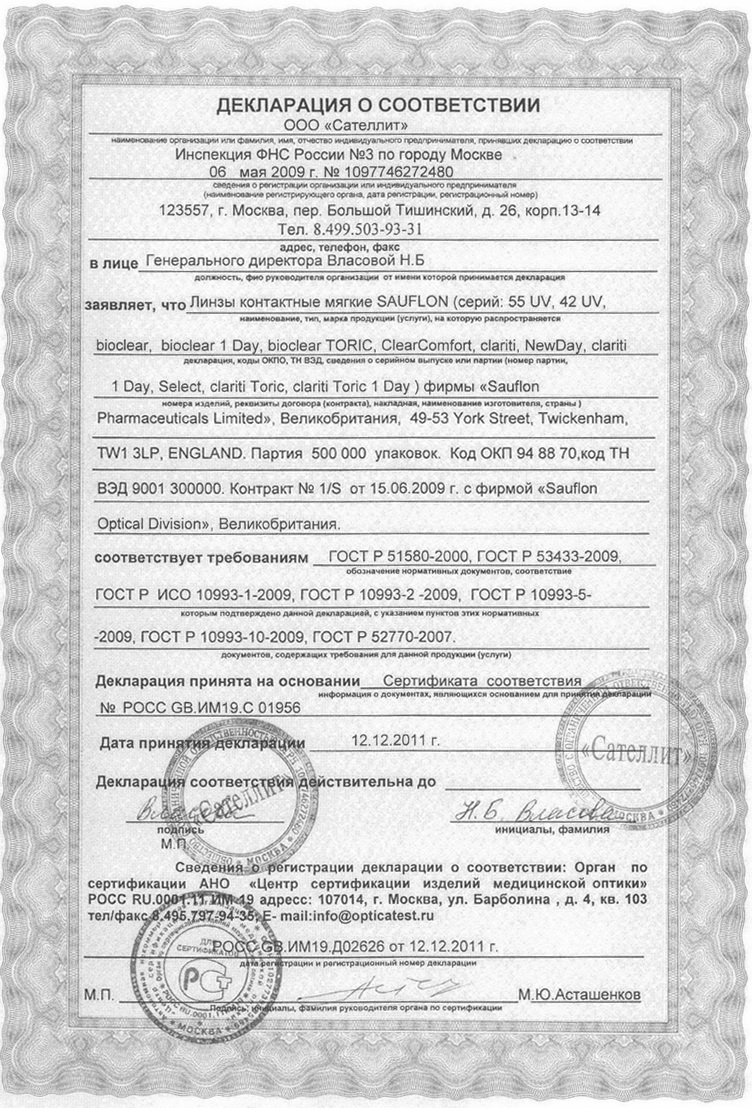 ДЕКЛАРАЦИЯ О СООТВЕТСТВИИ
ООО «Сателлит»
наименование организации или фамилия, имя, отчество индивидуального предпринимателя, принявших декларацию о соответствии
Инспекция ФНС России №3 по городу Москве
06 мая 2009 г. № 1097746272480
сведения о регистрации организации или индивидуального предпринимателя
(наименование регистрирующего органа, дата регистрации, регистрационный номер)
123557, г. Москва, пер. Большой Тишинский, д. 26, корп.13-14
Тел. 8.499.503-93-31
адрес, телефон, факс
в лице Генерального директора Власовой Н.Б
должность, фио руководителя организации от имени которой принимается декларация
заявляет, что Линзы контактные мягкие SAUFLON (серий: 55 UV, 42 UV,
наименование, тип, марка продукции (услуги), на которую распространяется
bioclear, bioclear 1 Day, bioclear TORIC, ClearComfort, clariti, NewDay, clariti
декларация, коды ОКПО, ТН ВЭД, сведения о серийном выпуске или партии (номер партии,
1 Day, Select, clariti Toric, clariti Toric 1 Day ) фирмы «Sauflon
номера изделий, реквизиты договора (контракта), накладная, наименование изготовителя, страны )
Pharmaceuticals Limited», Великобритания, 49-53 York Street, Twickenham,
TW1 3LP, ENGLAND. Партия 500 000 упаковок. Код ОКП 94 88 70,код ТН
ВЭД 9001 300000. Контракт № 1/S от 15.06.2009 г. с фирмой «Sauflon
Optical Division», Великобритания.
соответствует требованиям ГОСТ Р 51580-2000, ГОСТ Р 53433-2009,
обозначение нормативных документов, соответствие
ГОСТ Р ИСО 10993-1-2009, ГОСТ Р 10993-2 -2009, ГОСТ Р 10993-5-
которым подтверждено данной декларацией, с указанием пунктов этих нормативных
-2009, ГОСТ Р 10993-10-2009, ГОСТ Р 52770-2007.
документов, содержащих требования для данной продукции (услуги)
Декларация принята на основании Сертификата соответствия
информация о документах, являющихся основанием для принятия декларации
№ РОСС GB.ИМ19.С 01956
Дата принятия декларации 12.12.2011 г.
«Сателлит»
Декларация соответствия действительна до
«Сателлит»
МОСКВА
Н.Б. Власова
подпись инициалы, фамилия
М.П.
МОСКВА
Сведения о регистрации декларации о соответствии: Орган по
сертификации АНО «Центр сертификации изделий медицинской оптики»
РОСС RU.0001.11.ИМ 19 адрес: 107014, г. Москва, ул. Барболина , д. 4, кв. 103
тел/факс 8.495.797-94-35, E- mail:info@opticatest.ru
ДЛЯ
СЕРТИФИКАТОВ
РОСС GB.ИМ19.Д02626 от 12.12.2011 г.
дата регистрации и регистрационный номер декларации
М.П. М.Ю.Асташенков
Подпись, инициалы, фамилия руководителя органа по сертификации
МОСКВА